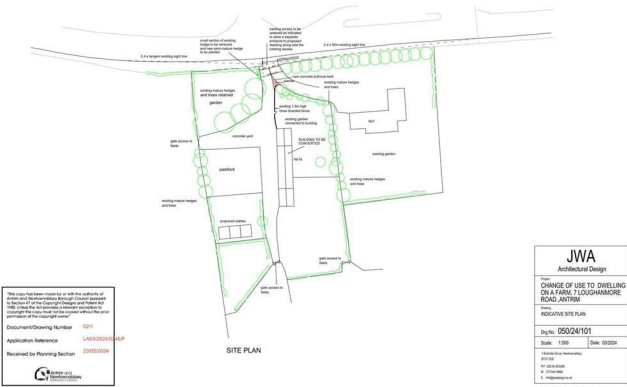 existing access to be
widened as indicated
to allow a separate
entrance to proposed
dwelling along side the
existing access.
small section of existing
hedge to be removed
and new semi-mature hedge
to be planted
2.4 x tangent existing sight line
2.4 x 60m existing sight line
new concrete bullnose kerb
existing mature hedges
and trees.
existing mature hedges
and trees retained
garden
existing 1.5m high
close boarded fence
existing garden
connected to building
No7
concrete yard
BUILDING TO BE
CONVERTED
gate access to
fields
No7a
existing garden
paddock
existing mature hedges
and trees
existing mature hedges
and trees
proposed stables
gate access to
fields
gate access to
fields
SITE PLAN
"This copy has been made by or with the authority of
Antrim and Newtownabbey Borough Council pursuant
to Section 47 of the Copyright Designs and Patent Act
1988. Unless the Act provides a relevant exception to
copyright the copy must not be copied without the prior
permission of the copyright owner"
Document/Drawing Number
02/1
Application Reference
Received by Planning Section
23/05/2024
Antrim and
Newtownabbey
BOROUGH COUNCIL
JWA
Architectural Design
Project
CHANGE OF USE TO DWELLING
ON A FARM, 7 LOUGHANMORE
ROAD ,ANTRIM
Drawing
INDICATIVE SITE PLAN
Drg No: 050/24/101
Scale: 1:500 Date: 03/2024